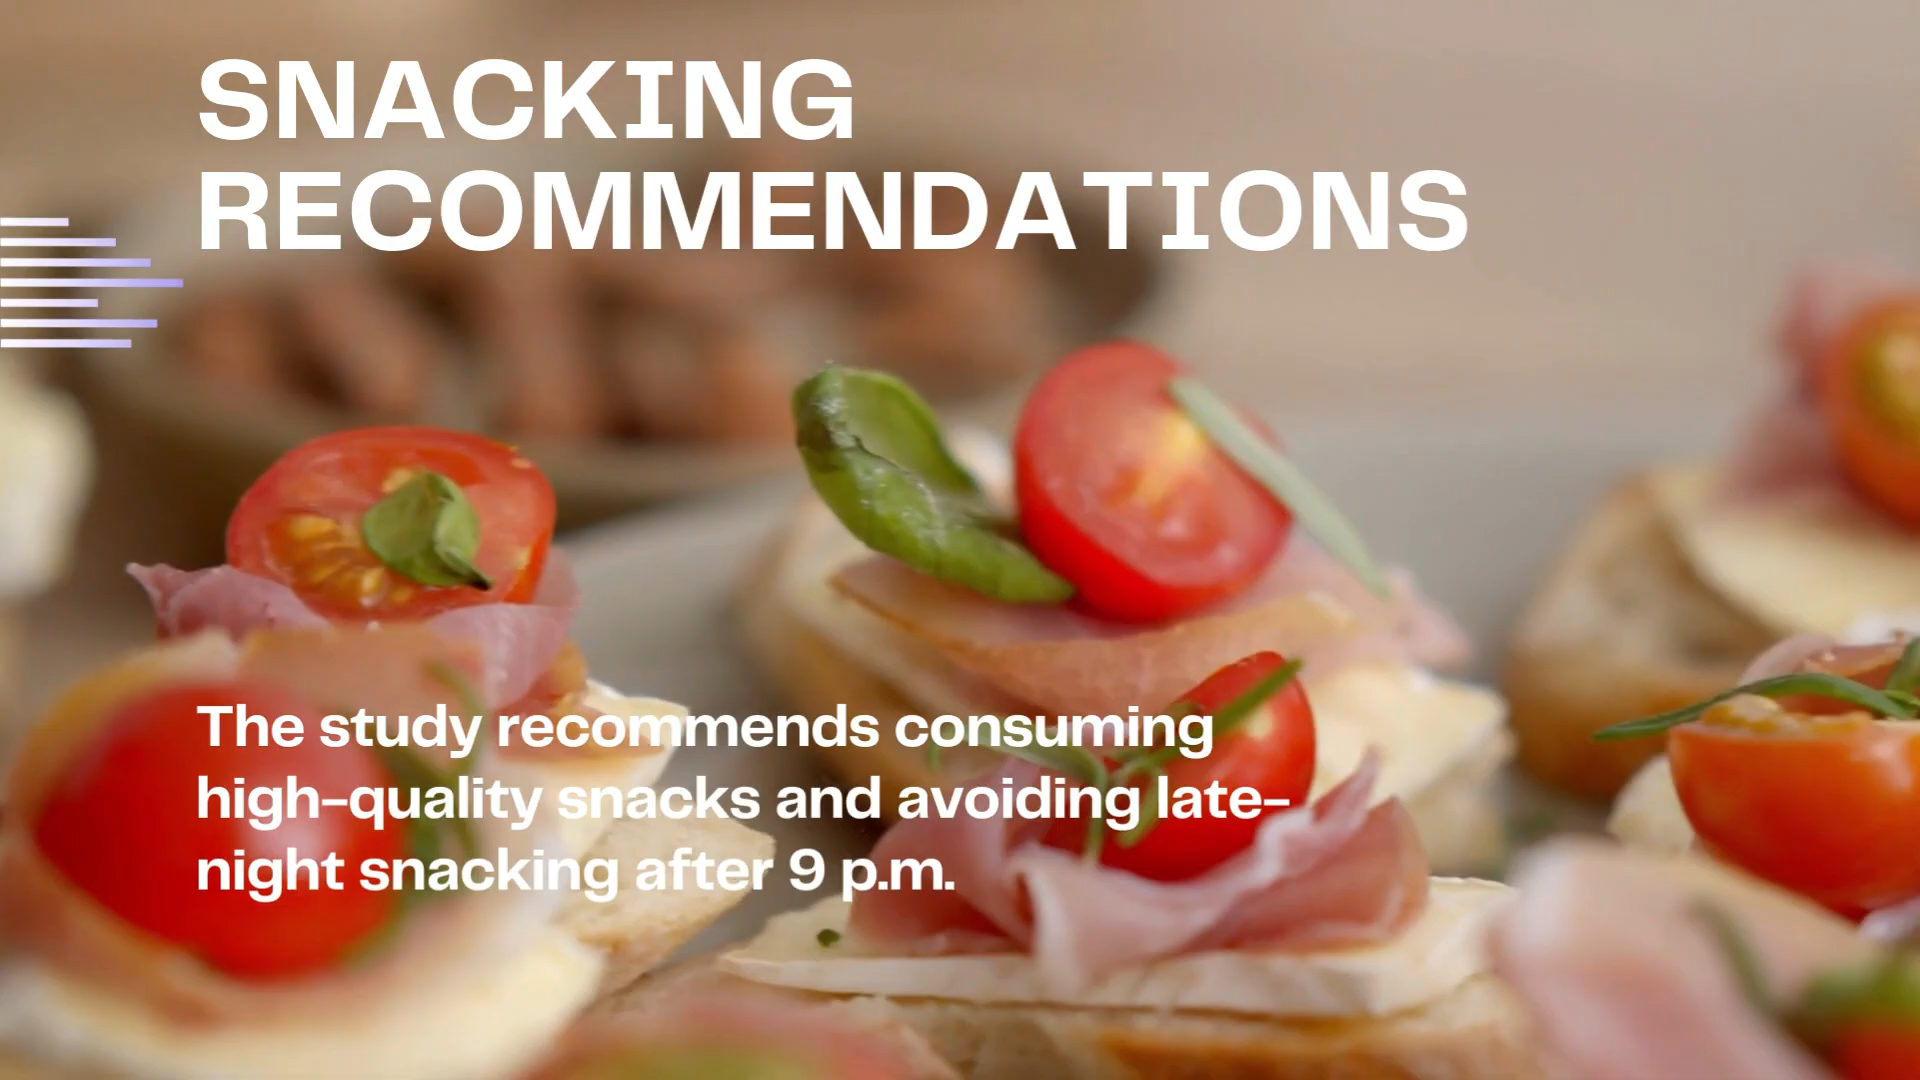 SNACKING
RECOMMENDATIONS
The study recommends consuming
high-quality snacks and avoiding late-
night snacking after 9 p.m.